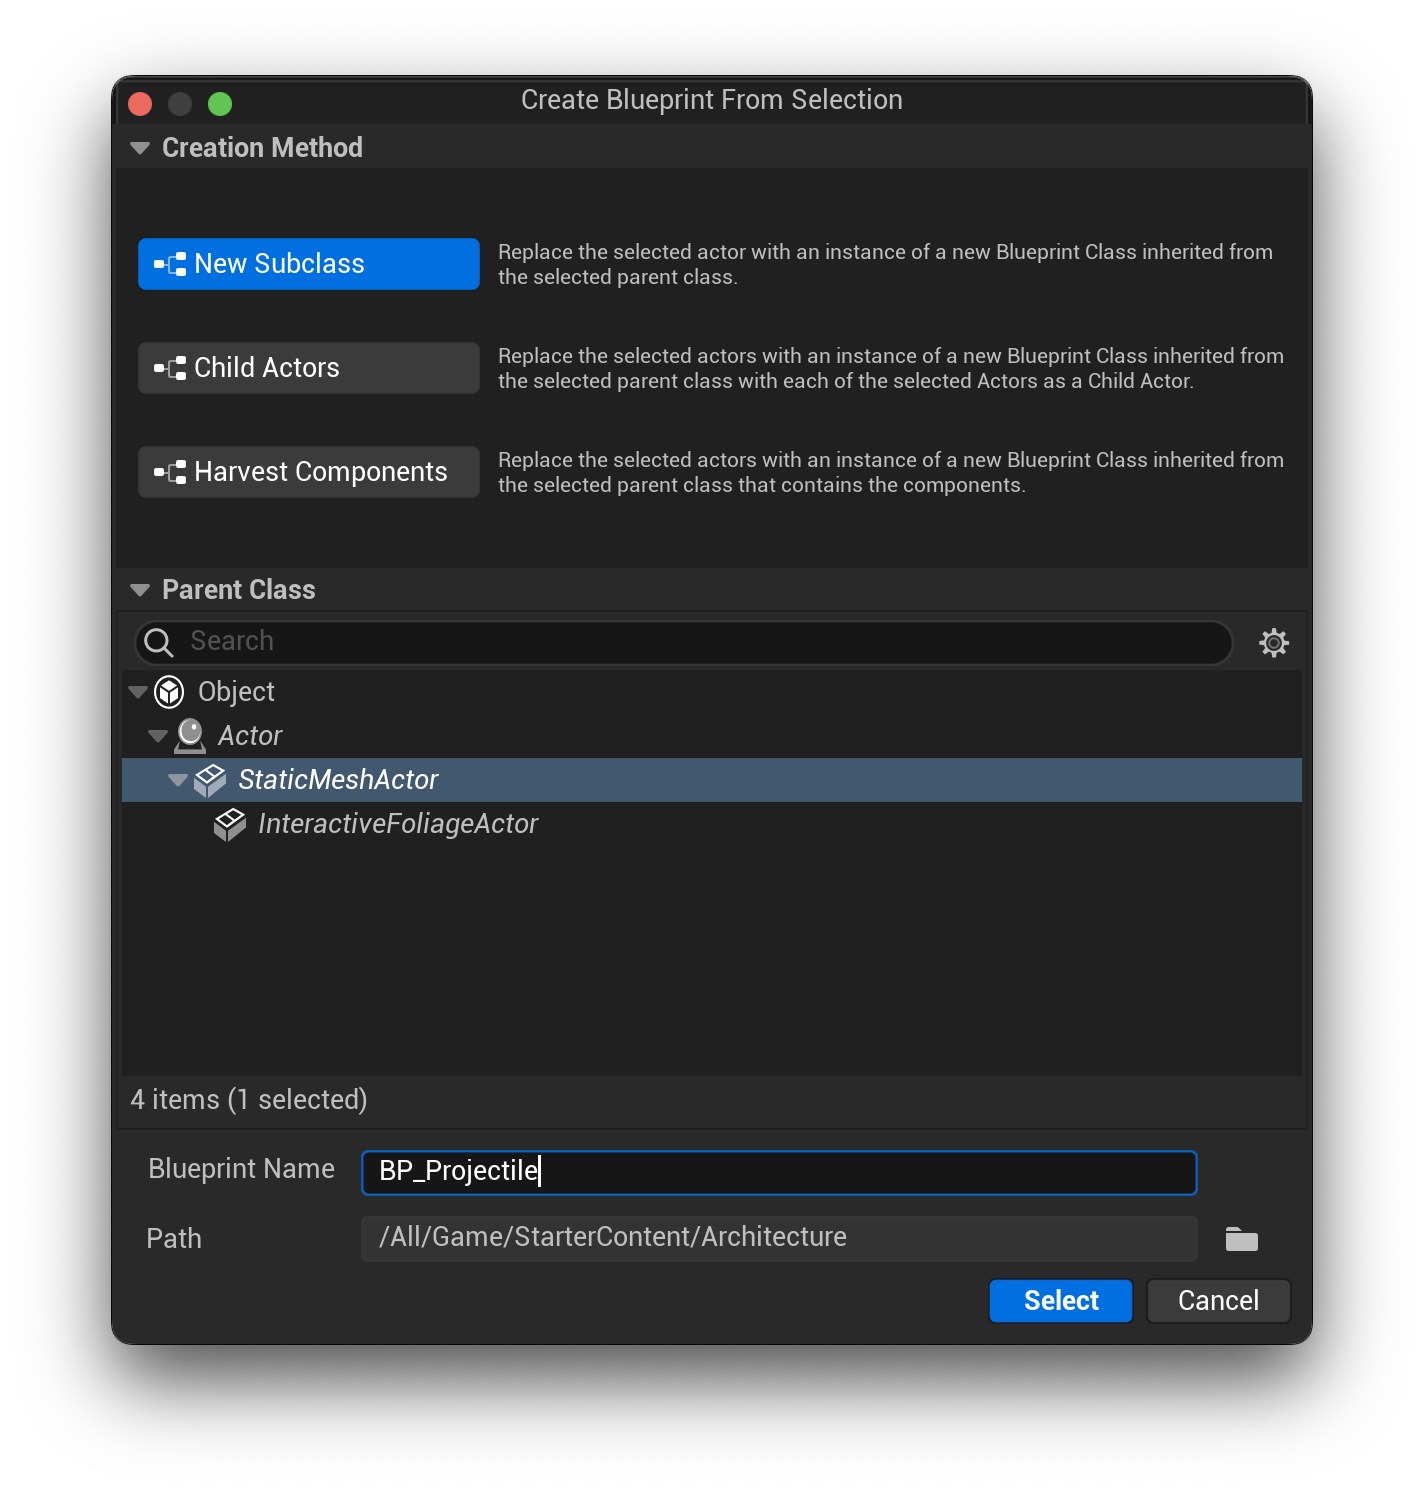 Create Blueprint From Selection
Creation Method
New Subclass
Replace the selected actor with an instance of a new Blueprint Class inherited from
the selected parent class.
Child Actors
Replace the selected actors with an instance of a new Blueprint Class inherited from
the selected parent class with each of the selected Actors as a Child Actor.
Harvest Components
Replace the selected actors with an instance of a new Blueprint Class inherited from
the selected parent class that contains the components.
Parent Class
Search
Object
Actor
StaticMeshActor
InteractiveFoliageActor
4 items (1 selected)
Blueprint Name BP_Projectile
Path /All/Game/StarterContent/Architecture
Select Cancel